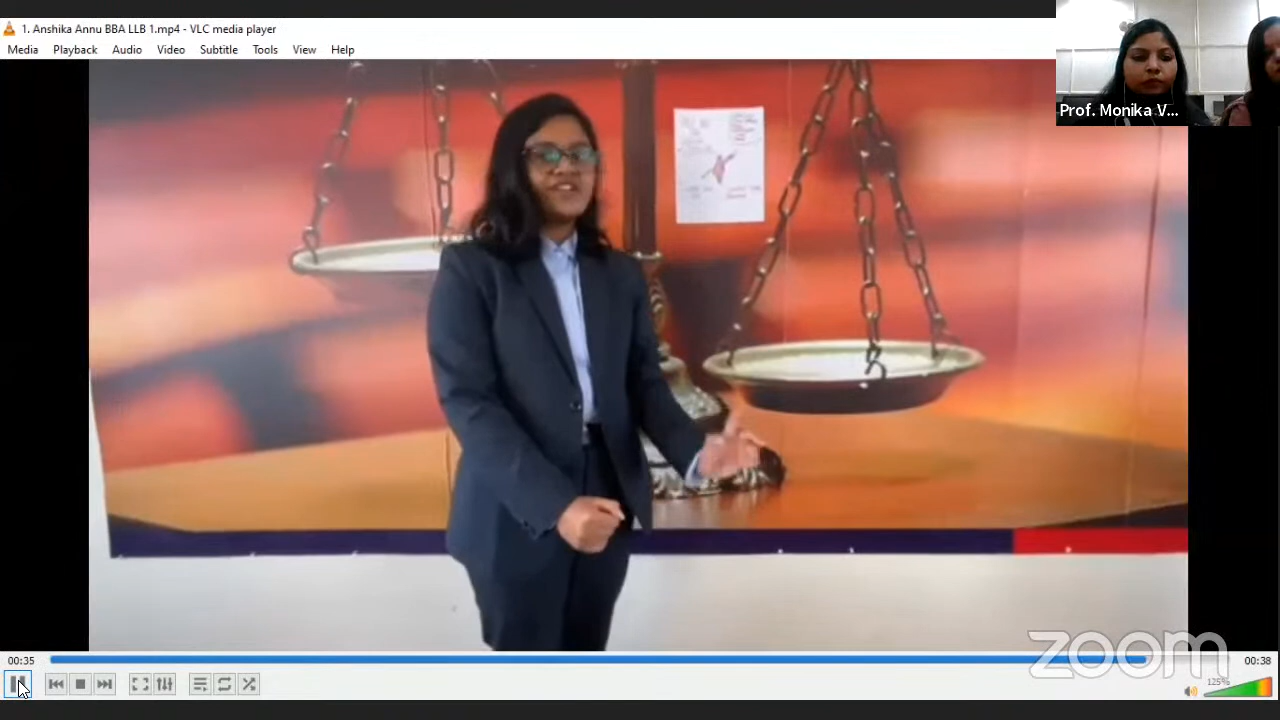 1. Anshika Annu BBA LLB 1.mp4 - VLC media player
Media Playback Audio Video Subtitle Tools View Help
Prof. Monika V...
00:35
00:38
125%
zoom